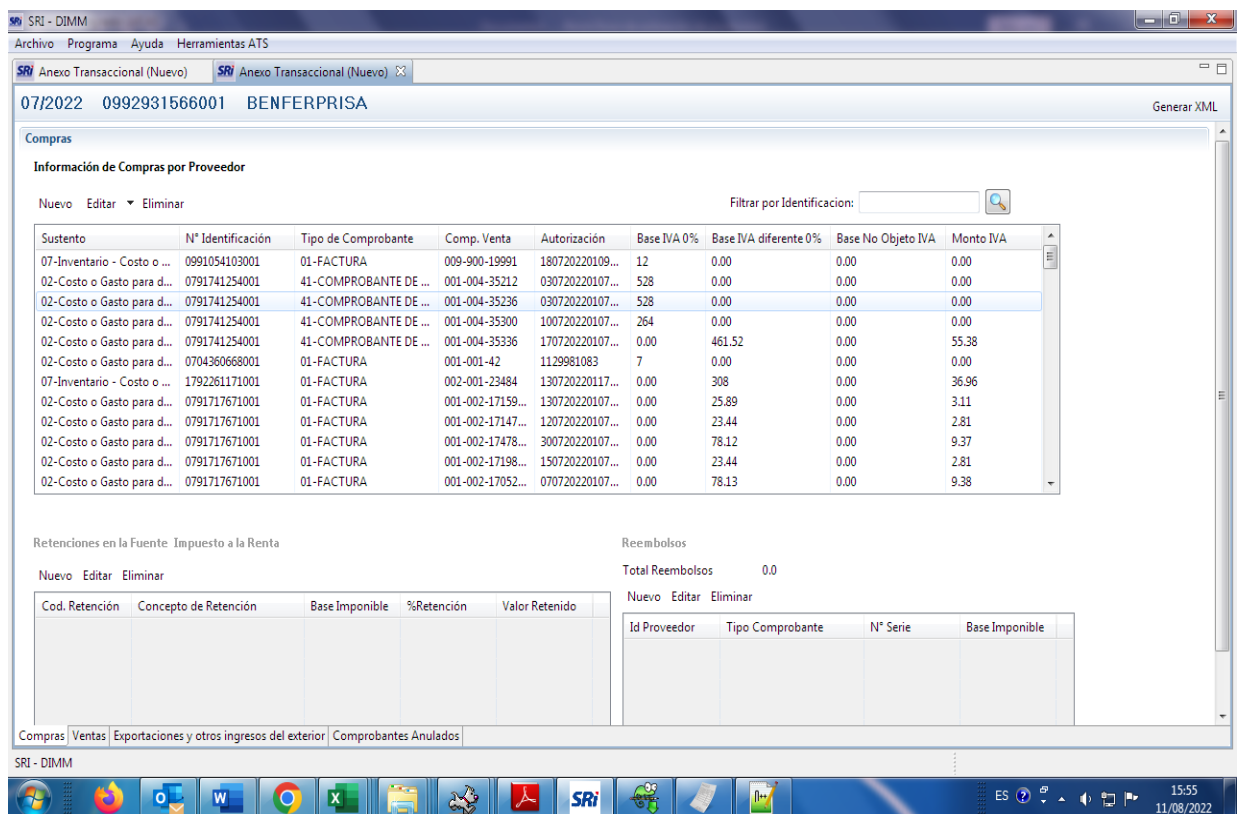 SRi SRI - DIMM
Archivo Programa Ayuda Herramientas ATS
SRi Anexo Transaccional (Nuevo) SRi Anexo Transaccional (Nuevo)
07/2022 0992931566001 BENFERPRISA
Generar XML
Compras
Información de Compras por Proveedor
Nuevo Editar Eliminar Filtrar por Identificacion:
Sustento N° Identificación Tipo de Comprobante Comp. Venta Autorización Base IVA 0% Base IVA diferente 0% Base No Objeto IVA Monto IVA
07-Inventario - Costo o ... 0991054103001 01-FACTURA 009-900-19991 180720220109... 12 0.00 0.00 0.00
02-Costo o Gasto para d... 0791741254001 41-COMPROBANTE DE ... 001-004-35212 030720220107... 528 0.00 0.00 0.00
02-Costo o Gasto para d... 0791741254001 41-COMPROBANTE DE ... 001-004-35236 030720220107... 528 0.00 0.00 0.00
02-Costo o Gasto para d... 0791741254001 41-COMPROBANTE DE ... 001-004-35300 100720220107... 264 0.00 0.00 0.00
02-Costo o Gasto para d... 0791741254001 41-COMPROBANTE DE ... 001-004-35336 170720220107... 0.00 461.52 0.00 55.38
02-Costo o Gasto para d... 0704360668001 01-FACTURA 001-001-42 1129981083 7 0.00 0.00 0.00
07-Inventario - Costo o ... 1792261171001 01-FACTURA 002-001-23484 130720220117... 0.00 308 0.00 36.96
02-Costo o Gasto para d... 0791717671001 01-FACTURA 001-002-17159... 130720220107... 0.00 25.89 0.00 3.11
02-Costo o Gasto para d... 0791717671001 01-FACTURA 001-002-17147... 120720220107... 0.00 23.44 0.00 2.81
02-Costo o Gasto para d... 0791717671001 01-FACTURA 001-002-17478... 300720220107... 0.00 78.12 0.00 9.37
02-Costo o Gasto para d... 0791717671001 01-FACTURA 001-002-17198... 150720220107... 0.00 23.44 0.00 2.81
02-Costo o Gasto para d... 0791717671001 01-FACTURA 001-002-17052... 070720220107... 0.00 78.13 0.00 9.38
Retenciones en la Fuente Impuesto a la Renta
Nuevo Editar Eliminar
Cod. Retención Concepto de Retención Base Imponible %Retención Valor Retenido
Reembolsos
Total Reembolsos 0.0
Nuevo Editar Eliminar
Id Proveedor Tipo Comprobante N° Serie Base Imponible
Compras Ventas Exportaciones y otros ingresos del exterior Comprobantes Anulados
SRI - DIMM
SRi
ES
15:55
11/08/2022